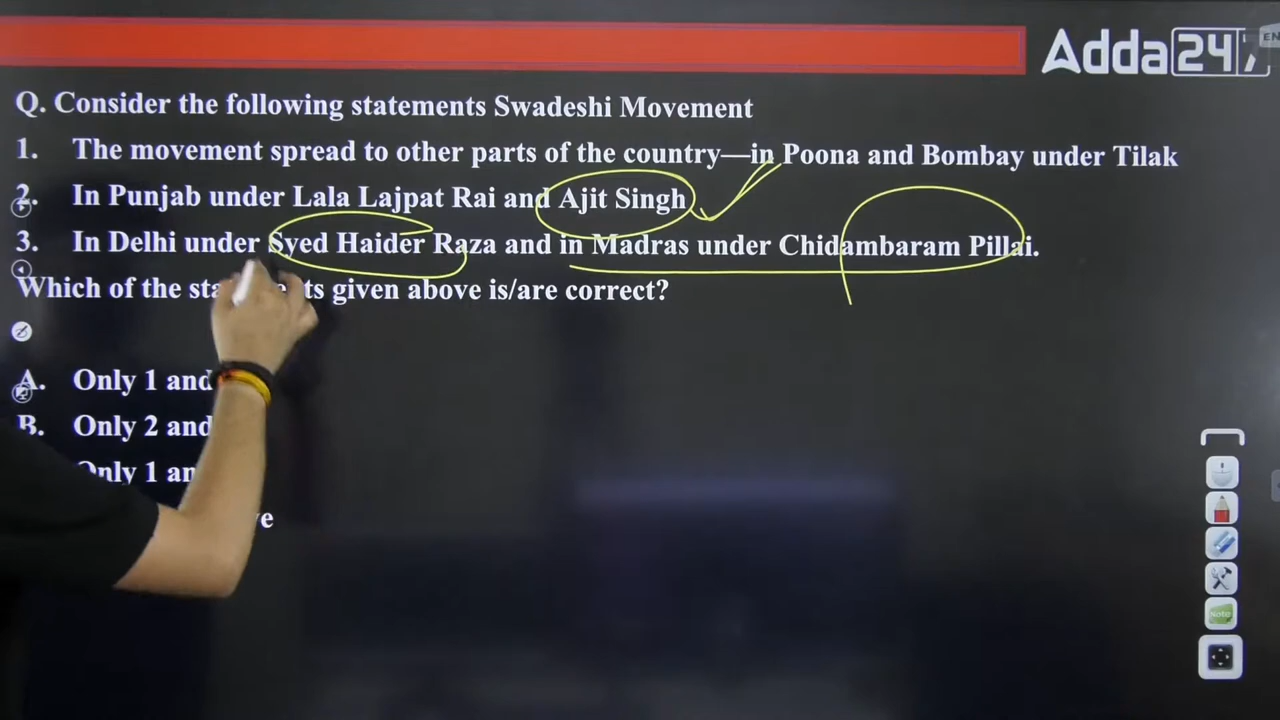 Adda247
EN
Q. Consider the following statements Swadeshi Movement
1. The movement spread to other parts of the country—in Poona and Bombay under Tilak
2. In Punjab under Lala Lajpat Rai and Ajit Singh
3. In Delhi under Syed Haider Raza and in Madras under Chidambaram Pillai.
Which of the given above is/are correct?
A. Only 1 and
B. Only 2 and
Only 1
Note